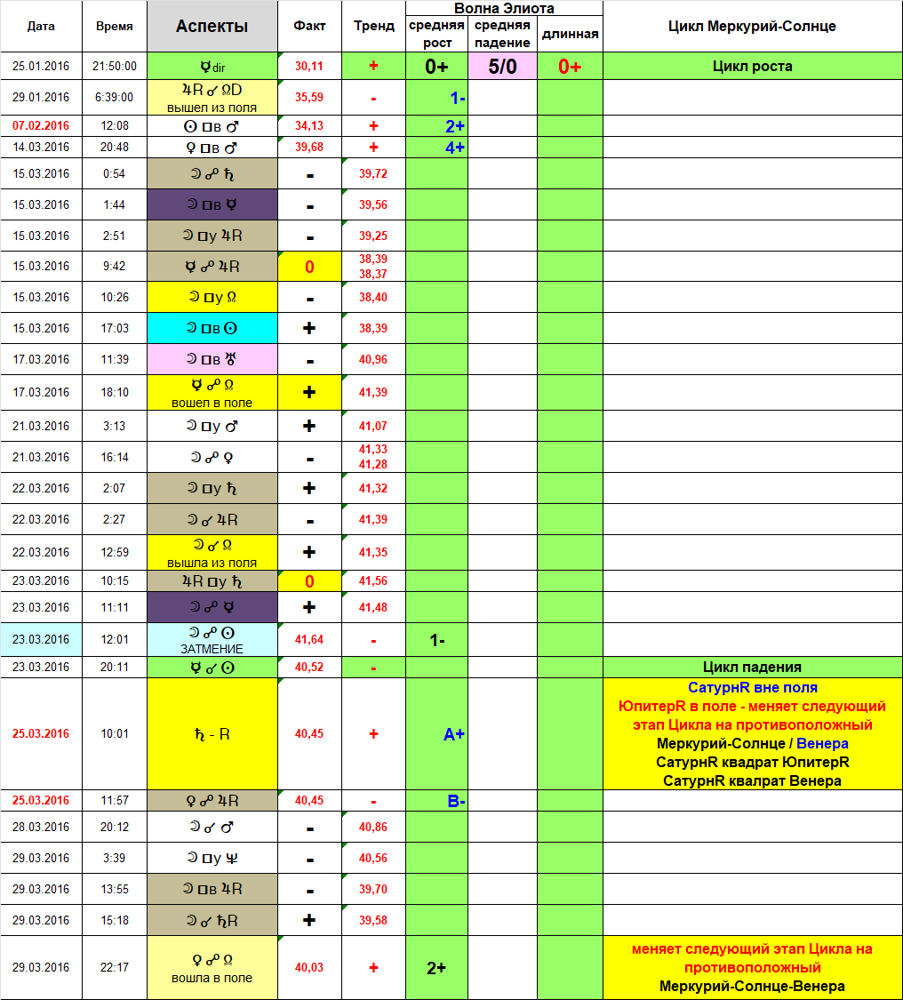 Дата Время Аспекты Факт Тренд Волна Элиота Цикл Меркурий-Солнце
средняя рост средняя падение длинная
25.01.2016 21:50:00 ☿dir 30,11 + 0+ 5/0 0+ Цикл роста
29.01.2016 6:39:00 ♃R ☌ ☊D 35,59 - 1-
вышел из поля
07.02.2016 12:08 ☉ □в ♂ 34,13 + 2+
14.03.2016 20:48 ♀ □в ♂ 39,68 + 4+
15.03.2016 0:54 ☽ ☍ ♄ - 39,72
15.03.2016 1:44 ☽ □в ☿ - 39,56
15.03.2016 2:51 ☽ □у ♃R - 39,25
15.03.2016 9:42 ☿ ☍ ♃R 0 38,39
38,37
15.03.2016 10:26 ☽ □у ☊ - 38,40
15.03.2016 17:03 ☽ □в ☉ + 38,39
17.03.2016 11:39 ☽ □в ♅ - 40,96
17.03.2016 18:10 ☿ ☍ ☊ + 41,39
вошел в поле
21.03.2016 3:13 ☽ □у ♂ + 41,07
21.03.2016 16:14 ☽ ☍ ♀ - 41,33
41,28
22.03.2016 2:07 ☽ □у ♄ + 41,32
22.03.2016 2:27 ☽ ☌ ♃R - 41,39
22.03.2016 12:59 ☽ ☌ ☊ + 41,35
вышла из поля
23.03.2016 10:15 ♃R □у ♄ 0 41,56
23.03.2016 11:11 ☽ ☍ ☿ + 41,48
23.03.2016 12:01 ☽ ☍ ☉ 41,64 - 1-
ЗАТМЕНИЕ
23.03.2016 20:11 ☿ ☌ ☉ 40,52 - Цикл падения
25.03.2016 10:01 ♄ - R 40,45 + A+
СатурнR вне поля
ЮпитерR в поле - меняет следующий
этап Цикла на противоположный
Меркурий-Солнце / Венера
СатурнR квадрат ЮпитерR
СатурнR квалрат Венера
25.03.2016 11:57 ♀ ☍ ♃R 40,45 - B-
28.03.2016 20:12 ☽ ☌ ♂ - 40,86
29.03.2016 3:39 ☽ □у ♆ - 40,56
29.03.2016 13:55 ☽ □в ♃R - 39,70
29.03.2016 15:18 ☽ ☌ ♄R + 39,58
29.03.2016 22:17 ♀ ☍ ☊ 40,03 + 2+
вошла в поле
меняет следующий этап Цикла на
противоположный
Меркурий-Солнце-Венера